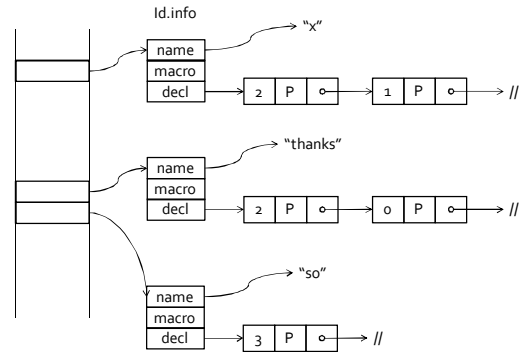 Id.info
name "x"
macro
decl 2 P 1 P //
name "thanks"
macro
decl 2 P 0 P //
name "so"
macro
decl 3 P //